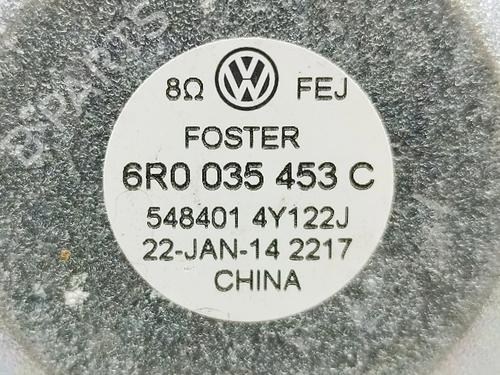 8Ω FEJ
FOSTER
6R0 035 453 C
548401 4Y122J
22-JAN-14 2217
CHINA